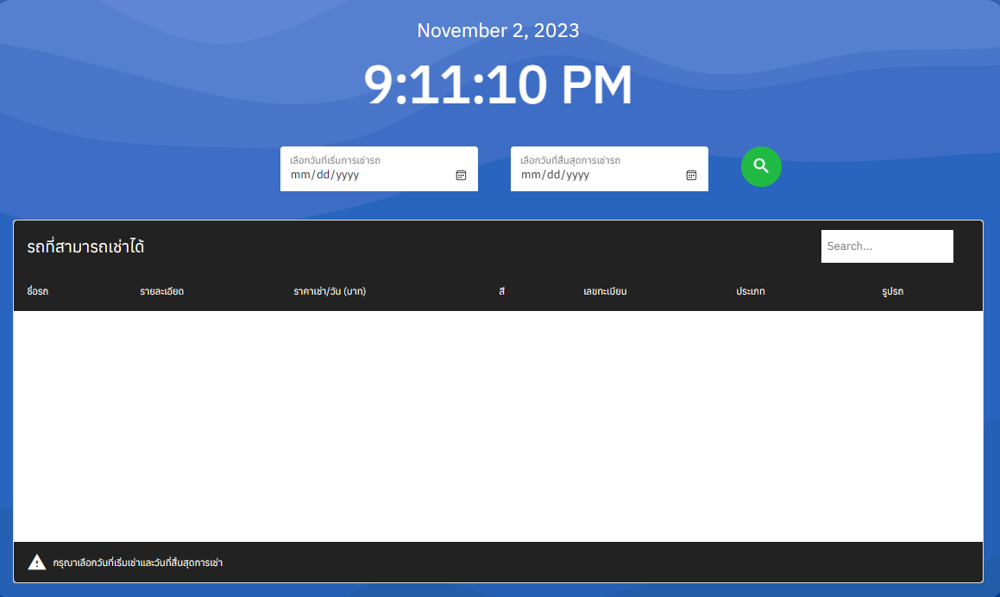 November 2, 2023
9:11:10 PM
เลือกวันที่เริ่มการเช่ารถ
mm/dd/yyyy
เลือกวันที่สิ้นสุดการเช่ารถ
mm/dd/yyyy
รถที่สามารถเช่าได้
Search...
ชื่อรถ รายละเอียด ราคาเช่า/วัน (บาท) สี เลขทะเบียน ประเภท รูปรถ
กรุณาเลือกวันที่เริ่มเช่าและวันที่สิ้นสุดการเช่า